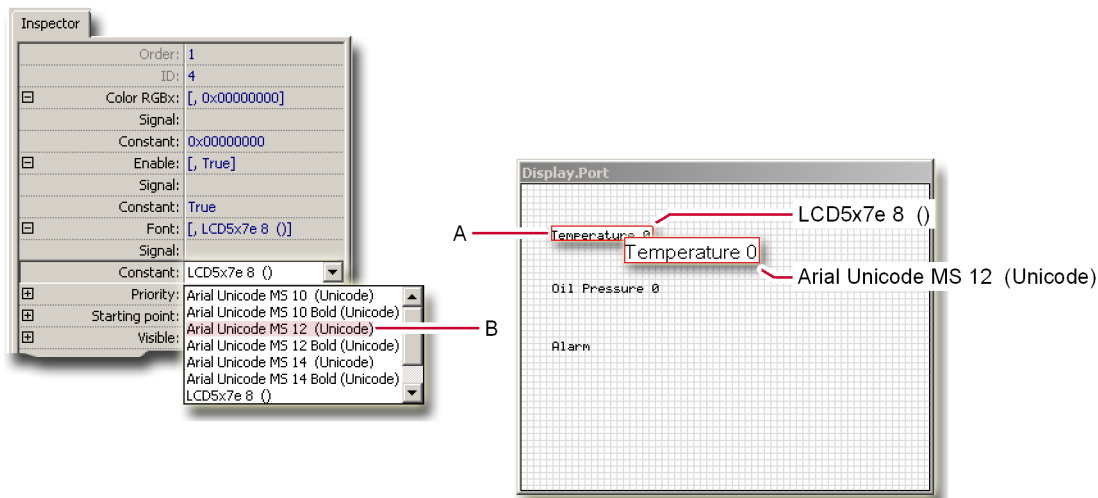 Inspector
Order: 1
ID: 4
Color RGBx: [, 0x00000000]
Signal:
Constant: 0x00000000
Enable: [, True]
Signal:
Constant: True
Font: [, LCD5x7e 8 ()]
Signal:
Constant: LCD5x7e 8 ()
Priority:
Starting point:
Visible:
Arial Unicode MS 10 (Unicode)
Arial Unicode MS 10 Bold (Unicode)
Arial Unicode MS 12 (Unicode)
Arial Unicode MS 12 Bold (Unicode)
Arial Unicode MS 14 (Unicode)
Arial Unicode MS 14 Bold (Unicode)
LCD5x7e 8 ()
B
Display.Port
LCD5x7e 8 ()
A
Temperature 0
Temperature 0
Arial Unicode MS 12 (Unicode)
Oil Pressure 0
Alarm